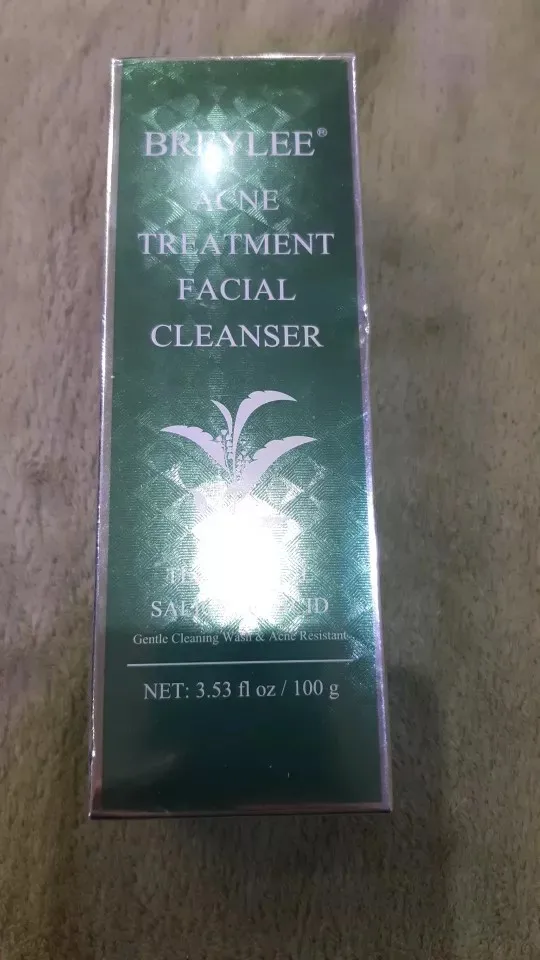 BREYLEE®
ACNE
TREATMENT
FACIAL
CLEANSER
Gentle Cleaning Wash & Acne Resistant
NET: 3.53 fl oz / 100 g